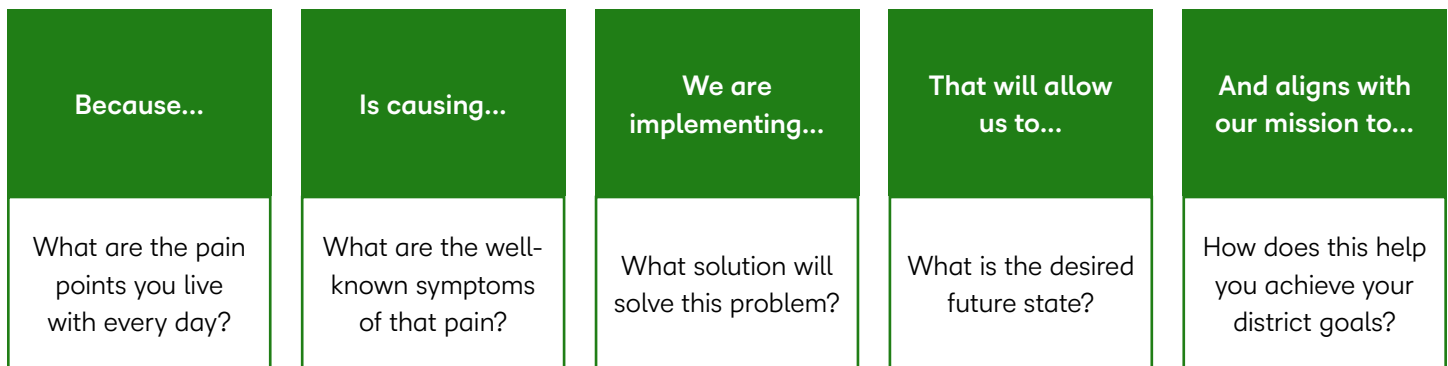 Because...
Is causing...
We are
implementing...
That will allow
us to...
And aligns with
our mission to...
What are the pain
points you live
with every day?
What are the well-
known symptoms
of that pain?
What solution will
solve this problem?
What is the desired
future state?
How does this help
you achieve your
district goals?